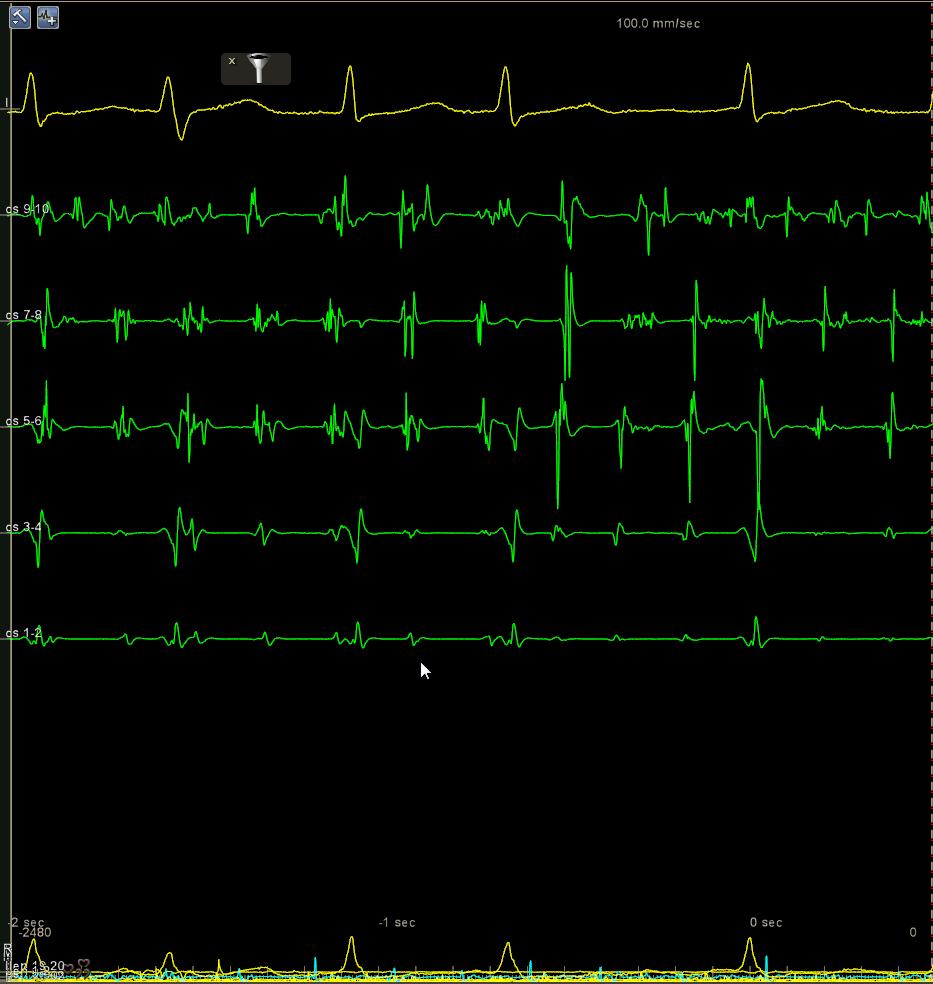 100.0 mm/sec
x
I
cs 9-10
cs 7-8
cs 5-6
cs 3-4
cs 1-2
-2 sec
-1 sec
0 sec
-2480
0